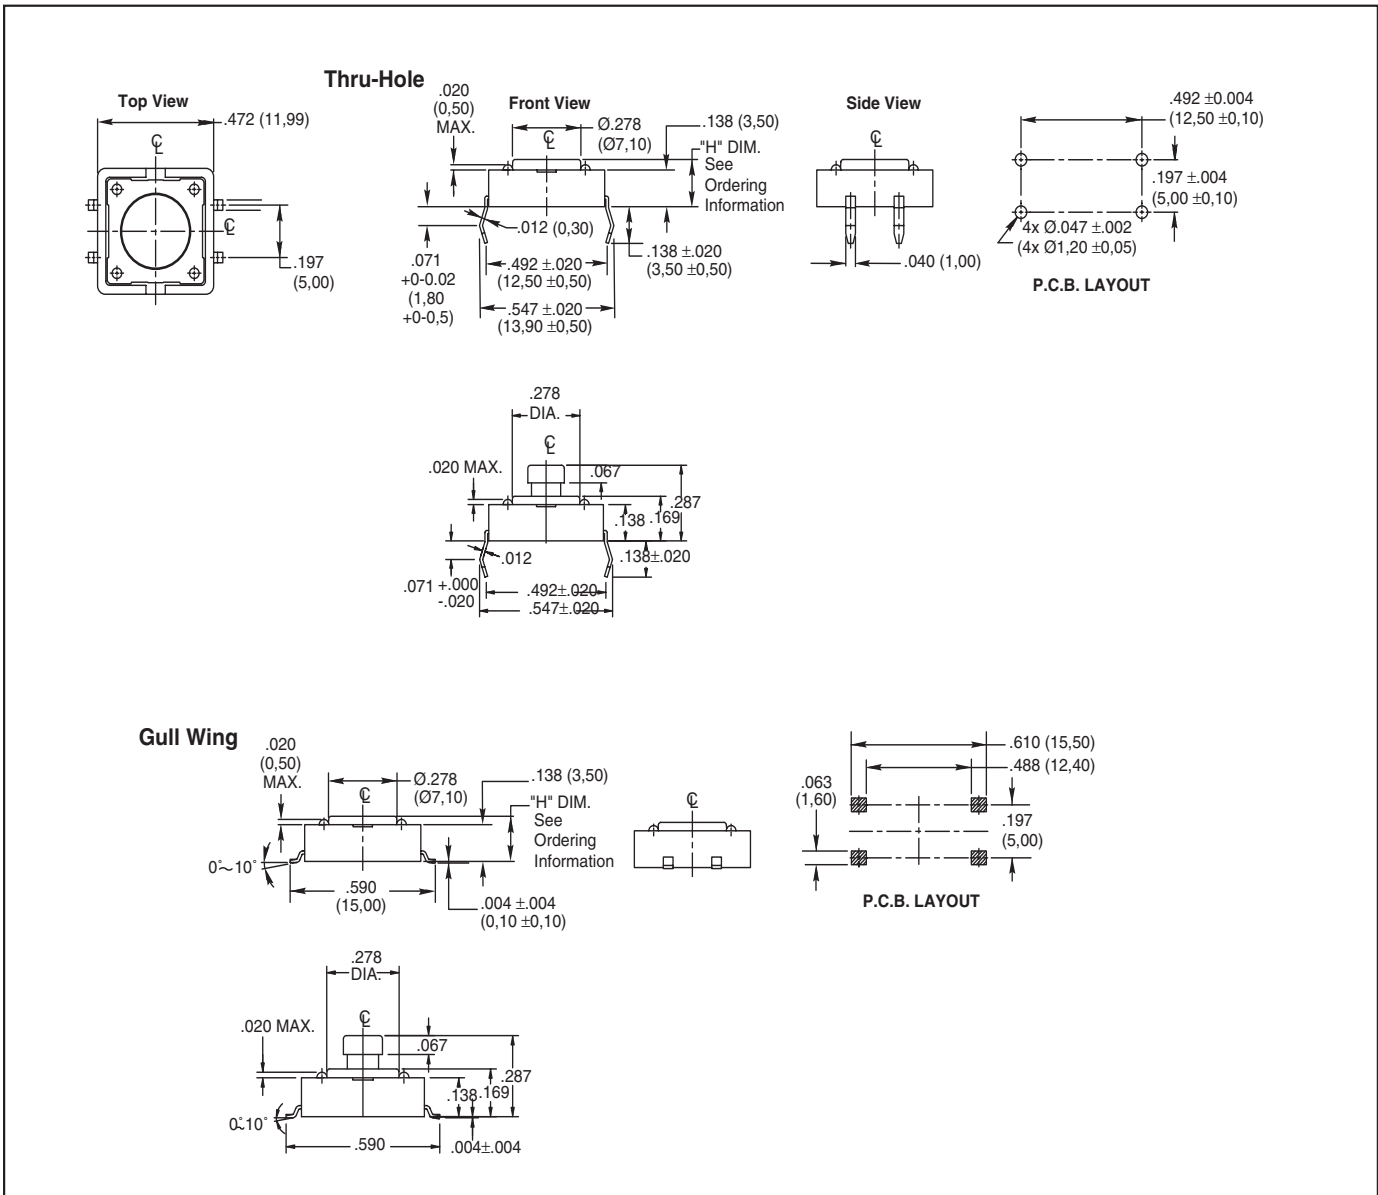 Thru-Hole
Top View
.472 (11,99)
℄
℄
.197
(5,00)
.020
(0,50)
MAX.
Front View
Ø.278
(Ø7,10)
℄
.138 (3,50)
"H" DIM.
See
Ordering
Information
.012 (0,30)
.071
+0-0.02
(1,80
+0-0,5)
.492 ±.020
(12,50 ±0,50)
.547 ±.020
(13,90 ±0,50)
.138 ±.020
(3,50 ±0,50)
Side View
℄
.040 (1,00)
.492 ±0.004
(12,50 ±0,10)
.197 ±.004
(5,00 ±0,10)
4x Ø.047 ±.002
(4x Ø1,20 ±0,05)
P.C.B. LAYOUT
.278
DIA.
℄
.020 MAX.
.067
.287
.138 .169
.012
.138±.020
.071 +.000
-.020
.492±.020
.547±.020
Gull Wing
.020
(0,50)
MAX.
Ø.278
(Ø7,10)
℄
.138 (3,50)
"H" DIM.
See
Ordering
Information
0~10°
.590
(15,00)
.004 ±.004
(0,10 ±0,10)
℄
.610 (15,50)
.488 (12,40)
.063
(1,60)
.197
(5,00)
P.C.B. LAYOUT
.278
DIA.
℄
.020 MAX.
.067
.287
.138 .169
0°~10°
.590
.004±.004